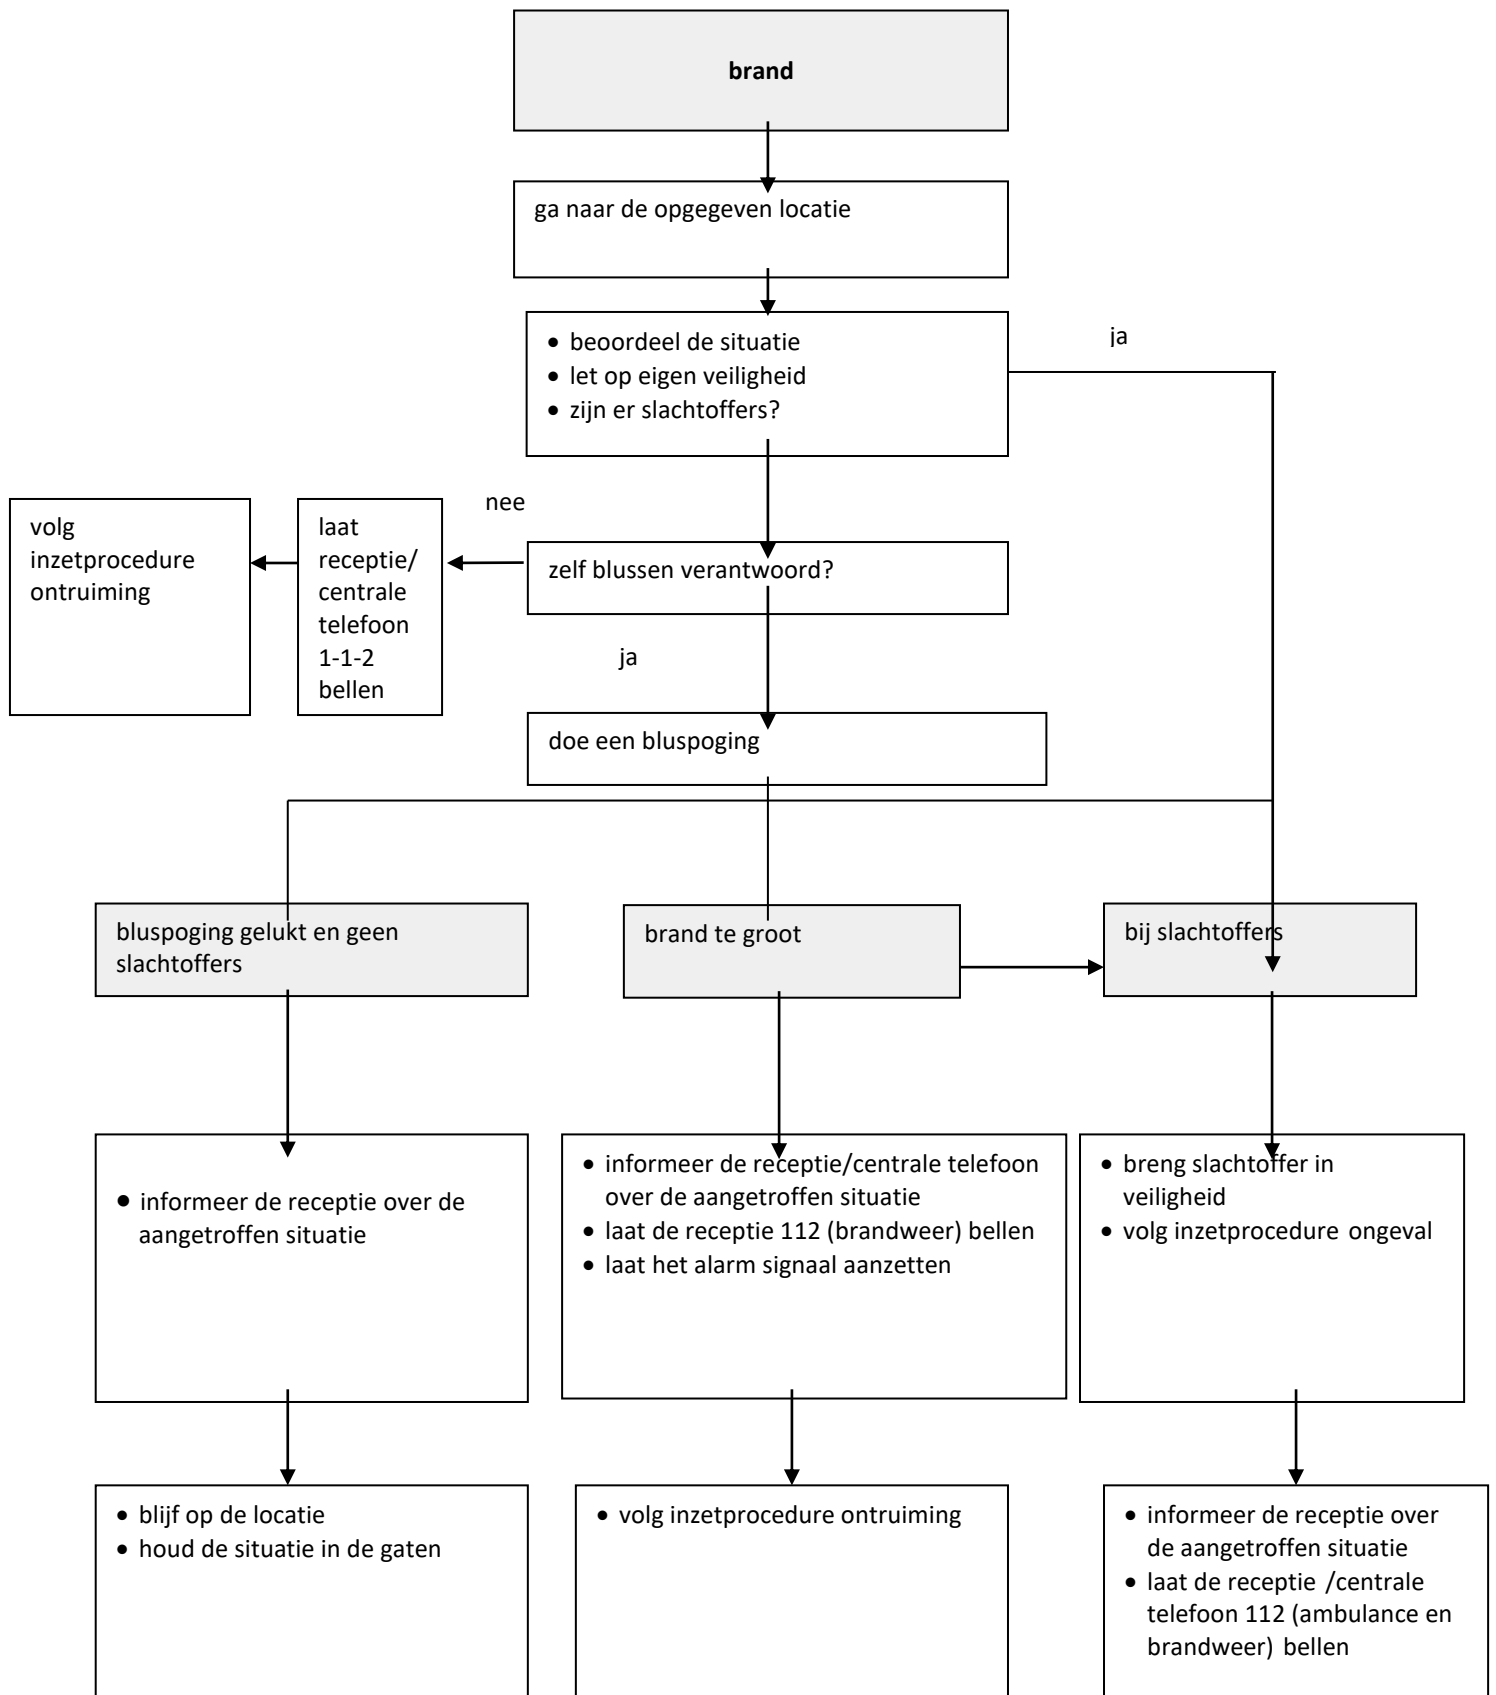 brand
ga naar de opgegeven locatie
• beoordeel de situatie
• let op eigen veiligheid
• zijn er slachtoffers?
ja
nee
volg
inzetprocedure
ontruiming
laat
receptie/
centrale
telefoon
1-1-2
bellen
zelf blussen verantwoord?
ja
doe een bluspoging
bluspoging gelukt en geen
slachtoffers
brand te groot
bij slachtoffers
• informeer de receptie over de
aangetroffen situatie
• informeer de receptie/centrale telefoon
over de aangetroffen situatie
• laat de receptie 112 (brandweer) bellen
• laat het alarm signaal aanzetten
• breng slachtoffer in
veiligheid
• volg inzetprocedure ongeval
• blijf op de locatie
• houd de situatie in de gaten
• volg inzetprocedure ontruiming
• informeer de receptie over
de aangetroffen situatie
• laat de receptie /centrale
telefoon 112 (ambulance en
brandweer) bellen